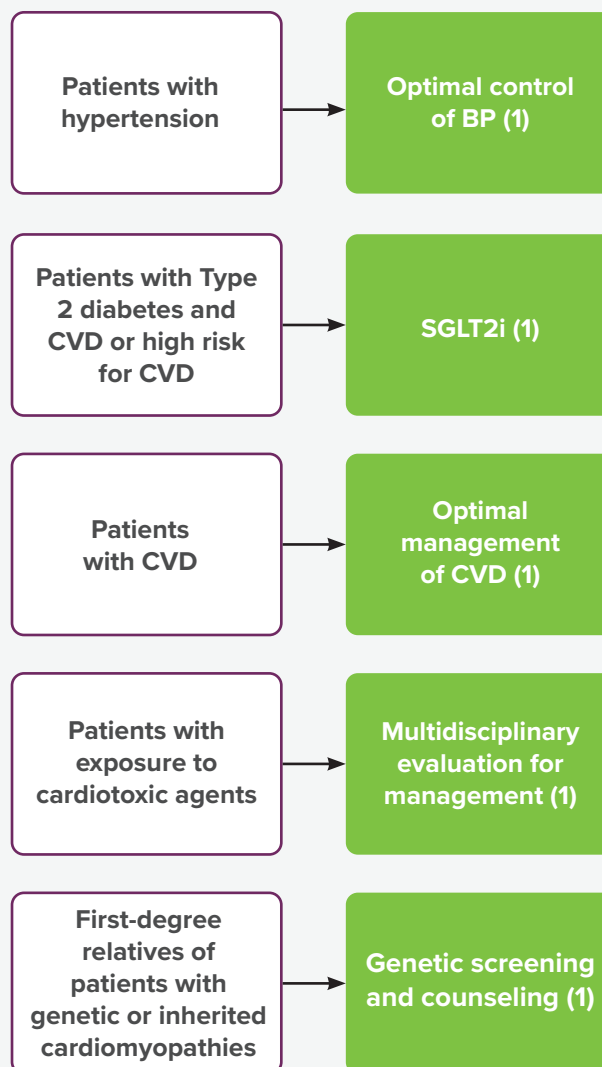 Patients with
hypertension
Optimal control
of BP (1)
Patients with Type
2 diabetes and
CVD or high risk
for CVD
SGLT2i (1)
Patients
with CVD
Optimal
management
of CVD (1)
Patients with
exposure to
cardiotoxic agents
Multidisciplinary
evaluation for
management (1)
First-degree
relatives of
patients with
genetic or inherited
cardiomyopathies
Genetic screening
and counseling (1)